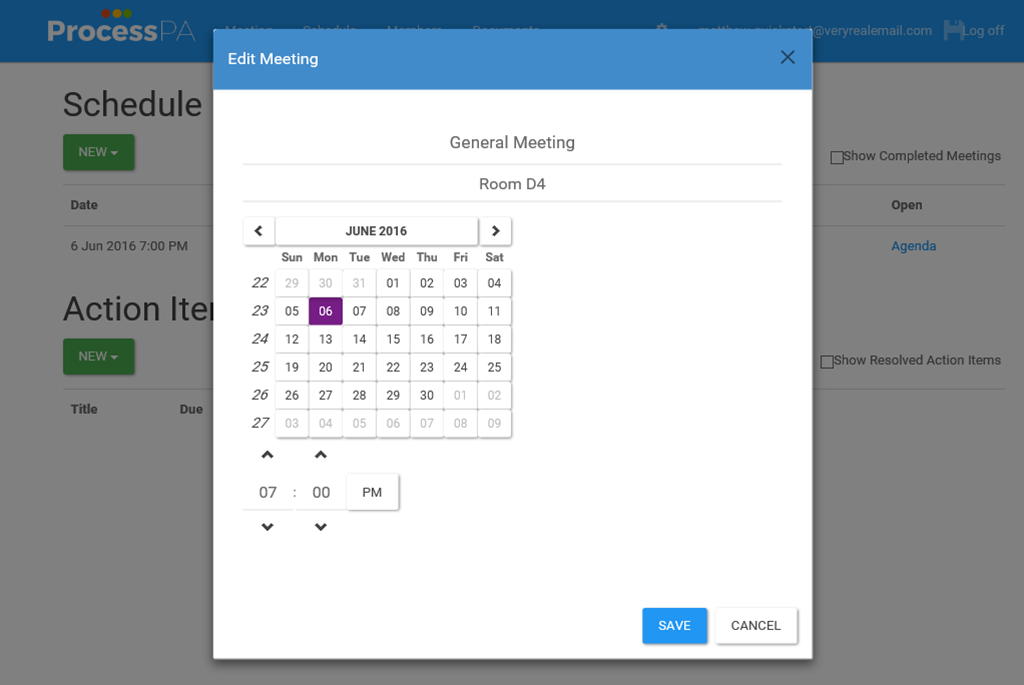 ProcessPA
Meeting Schedule Members Documents @veryrealemail.com Log off
Edit Meeting
Schedule
General Meeting
NEW
Show Completed Meetings
Room D4
Date Open
JUNE 2016
6 Jun 2016 7:00 PM Agenda
Sun Mon Tue Wed Thu Fri Sat
22 29 30 31 01 02 03 04
Action Iter
23 05 06 07 08 09 10 11
24 12 13 14 15 16 17 18
NEW
Show Resolved Action Items
25 19 20 21 22 23 24 25
26 26 27 28 29 30 01 02
Title Due
27 03 04 05 06 07 08 09
07 : 00 PM
SAVE CANCEL